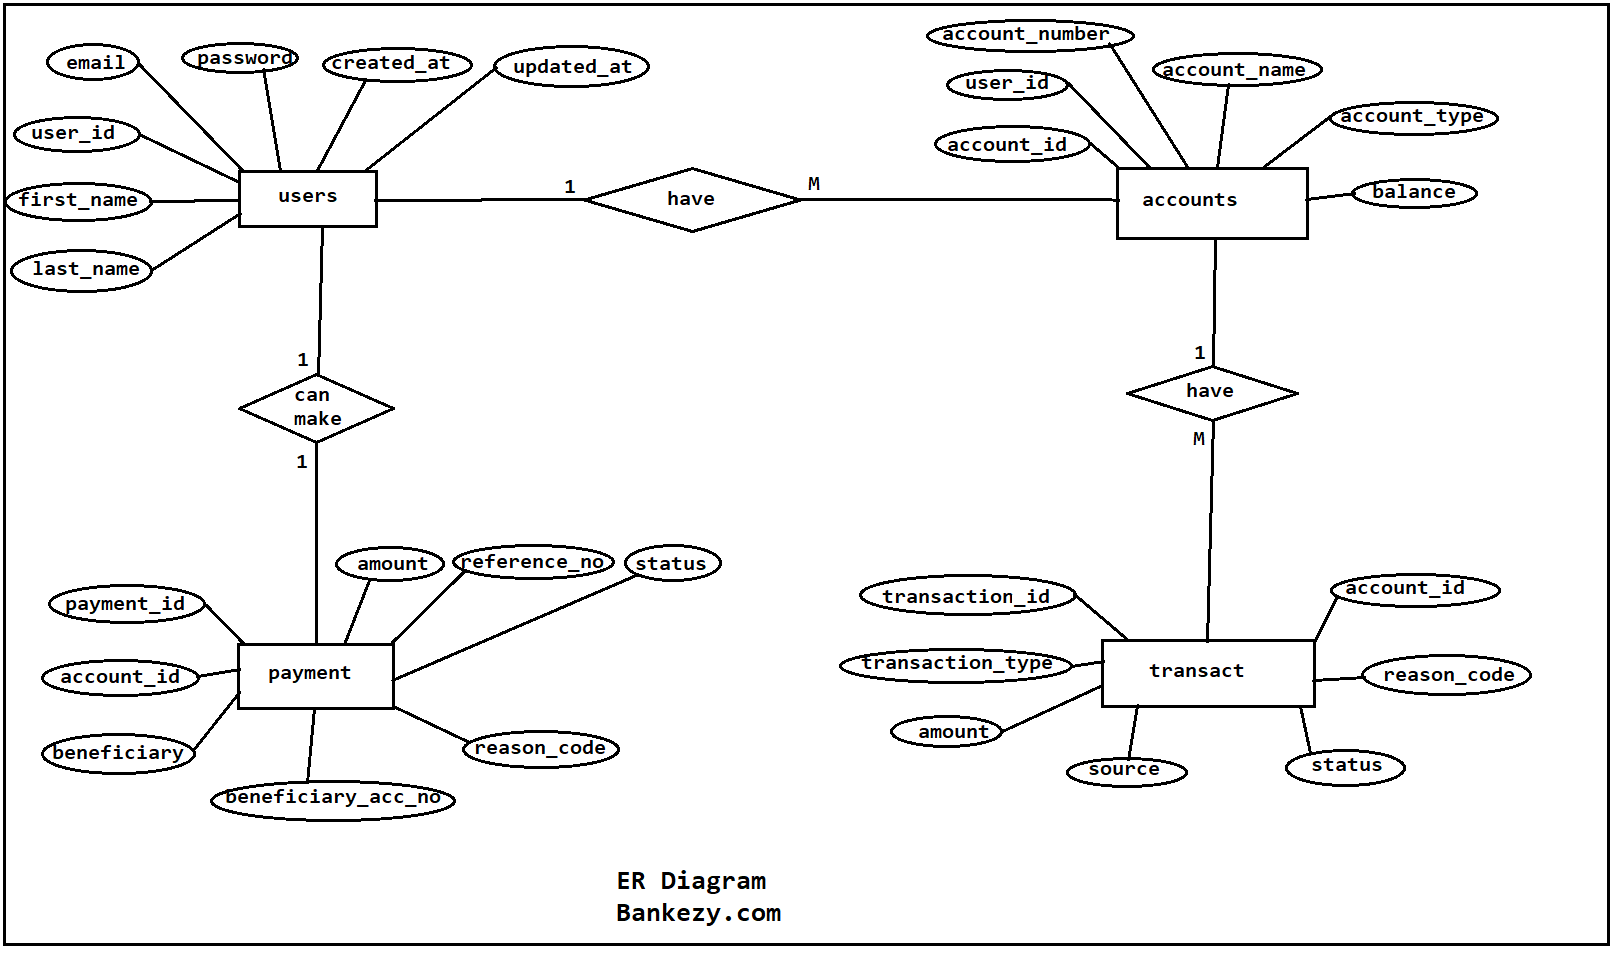 email
password
created_at
updated_at
user_id
first_name
last_name
users
1
have
M
account_number
user_id
account_name
account_type
account_id
balance
accounts
1
can
make
1
1
have
M
amount
reference_no
status
payment_id
account_id
payment
beneficiary
reason_code
beneficiary_acc_no
transaction_id
account_id
transaction_type
transact
reason_code
amount
source
status
ER Diagram
Bankezy.com